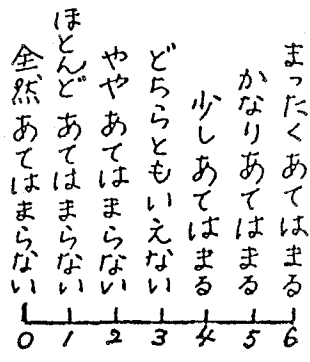 全然あてはまらない
ほとんどあてはまらない
ややあてはまらない
どちらともいえない
少しあてはまる
かなりあてはまる
まったくあてはまる
0 1 2 3 4 5 6